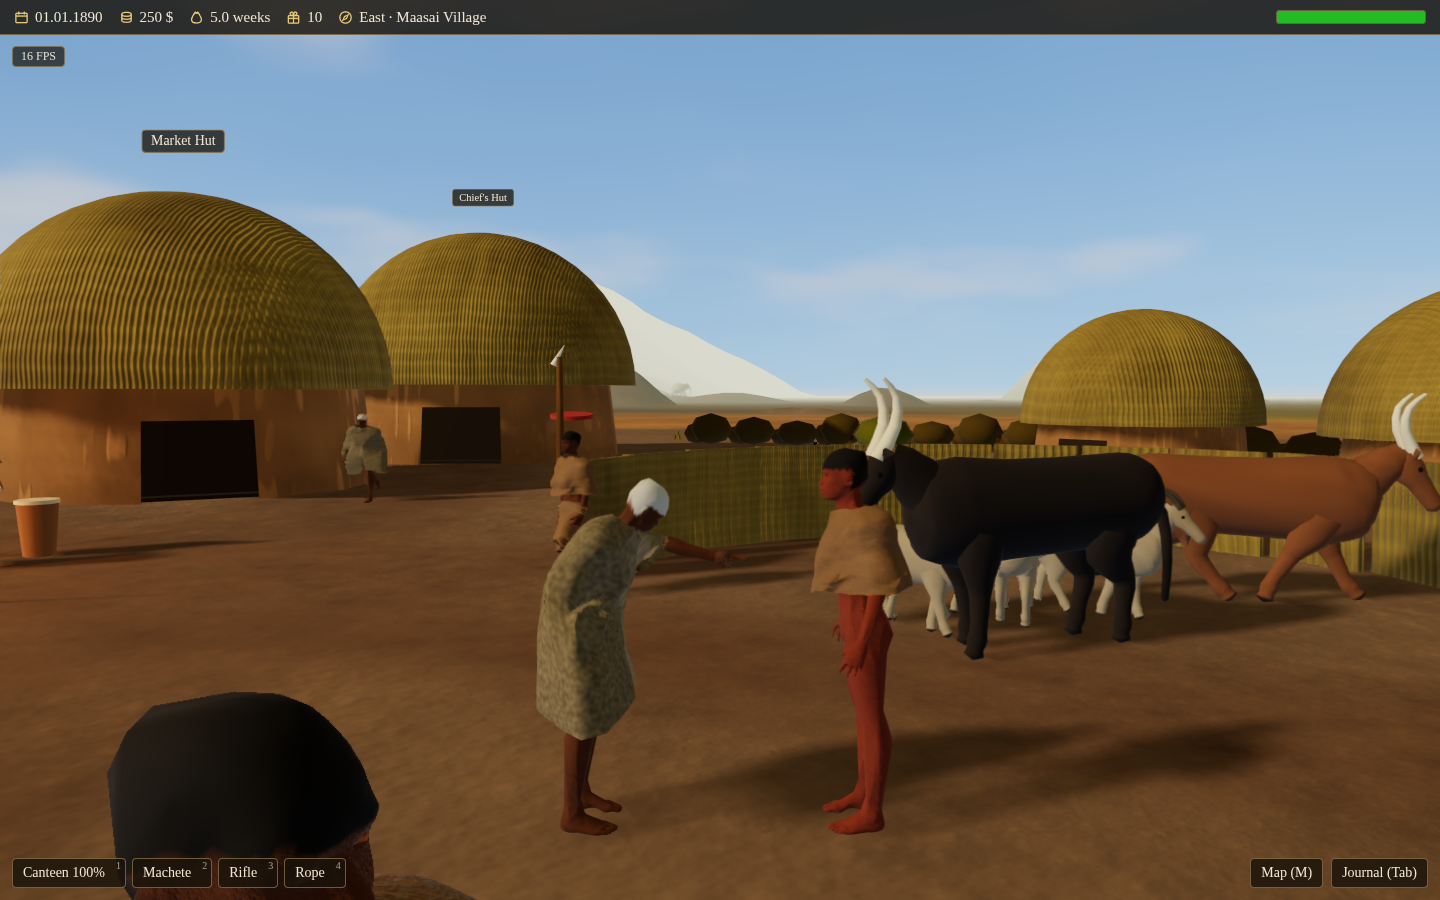 01.01.1890 250 $ 5.0 weeks 10 East · Maasai Village
16 FPS
Market Hut
Chief's Hut
Canteen 100% 1 Machete 2 Rifle 3 Rope 4 Map (M) Journal (Tab)